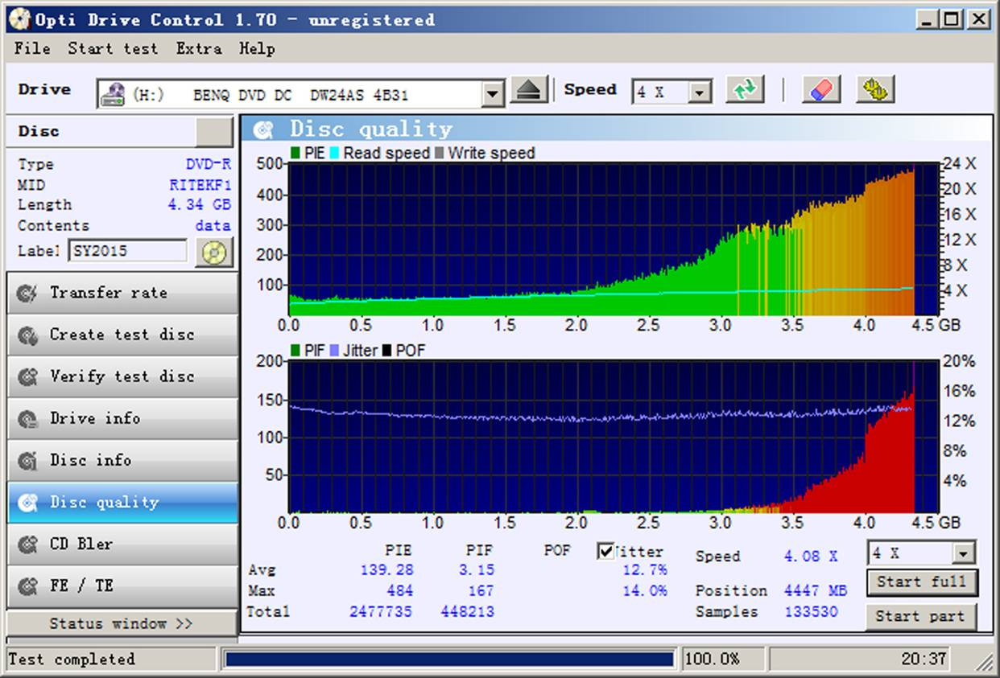 Opti Drive Control 1.70 - unregistered
File Start test Extra Help
Drive (H:) BENQ DVD DC DW24AS 4B31 Speed 4 X
Disc
Type DVD-R
MID RITEKF1
Length 4.34 GB
Contents data
Label SY2015
Transfer rate
Create test disc
Verify test disc
Drive info
Disc info
Disc quality
CD Bler
FE / TE
Status window >>
Disc quality
PIE Read speed Write speed
500 24 X
20 X
400
16 X
300
12 X
200
8 X
100 4 X
0.0 0.5 1.0 1.5 2.0 2.5 3.0 3.5 4.0 4.5 GB
PIF Jitter POF
200 20%
16%
150
12%
100
8%
50 4%
0.0 0.5 1.0 1.5 2.0 2.5 3.0 3.5 4.0 4.5 GB
PIE PIF POF Jitter
Avg 139.28 3.15 12.7%
Max 484 167 14.0%
Total 2477735 448213
Speed 4.08 X
Position 4447 MB
Samples 133530
4 X
Start full
Start part
Test completed 100.0% 20:37